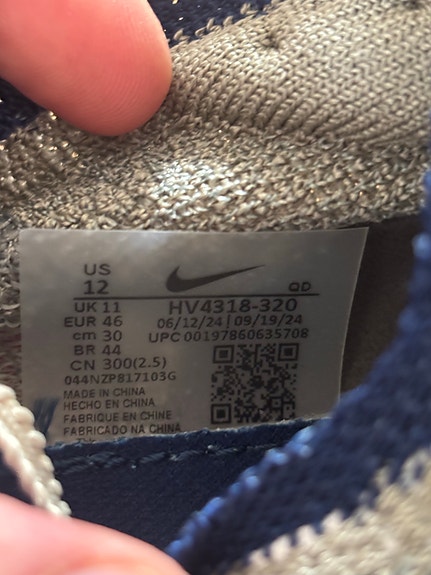 US
12
QD
UK 11
HV4318-320
EUR 46
06/12/24 | 09/19/24
cm 30
UPC 00197860635708
BR 44
CN 300(2.5)
044NZP817103G
MADE IN CHINA
HECHO EN CHINA
FABRIQUE EN CHINE
FABRICADO NA CHINA